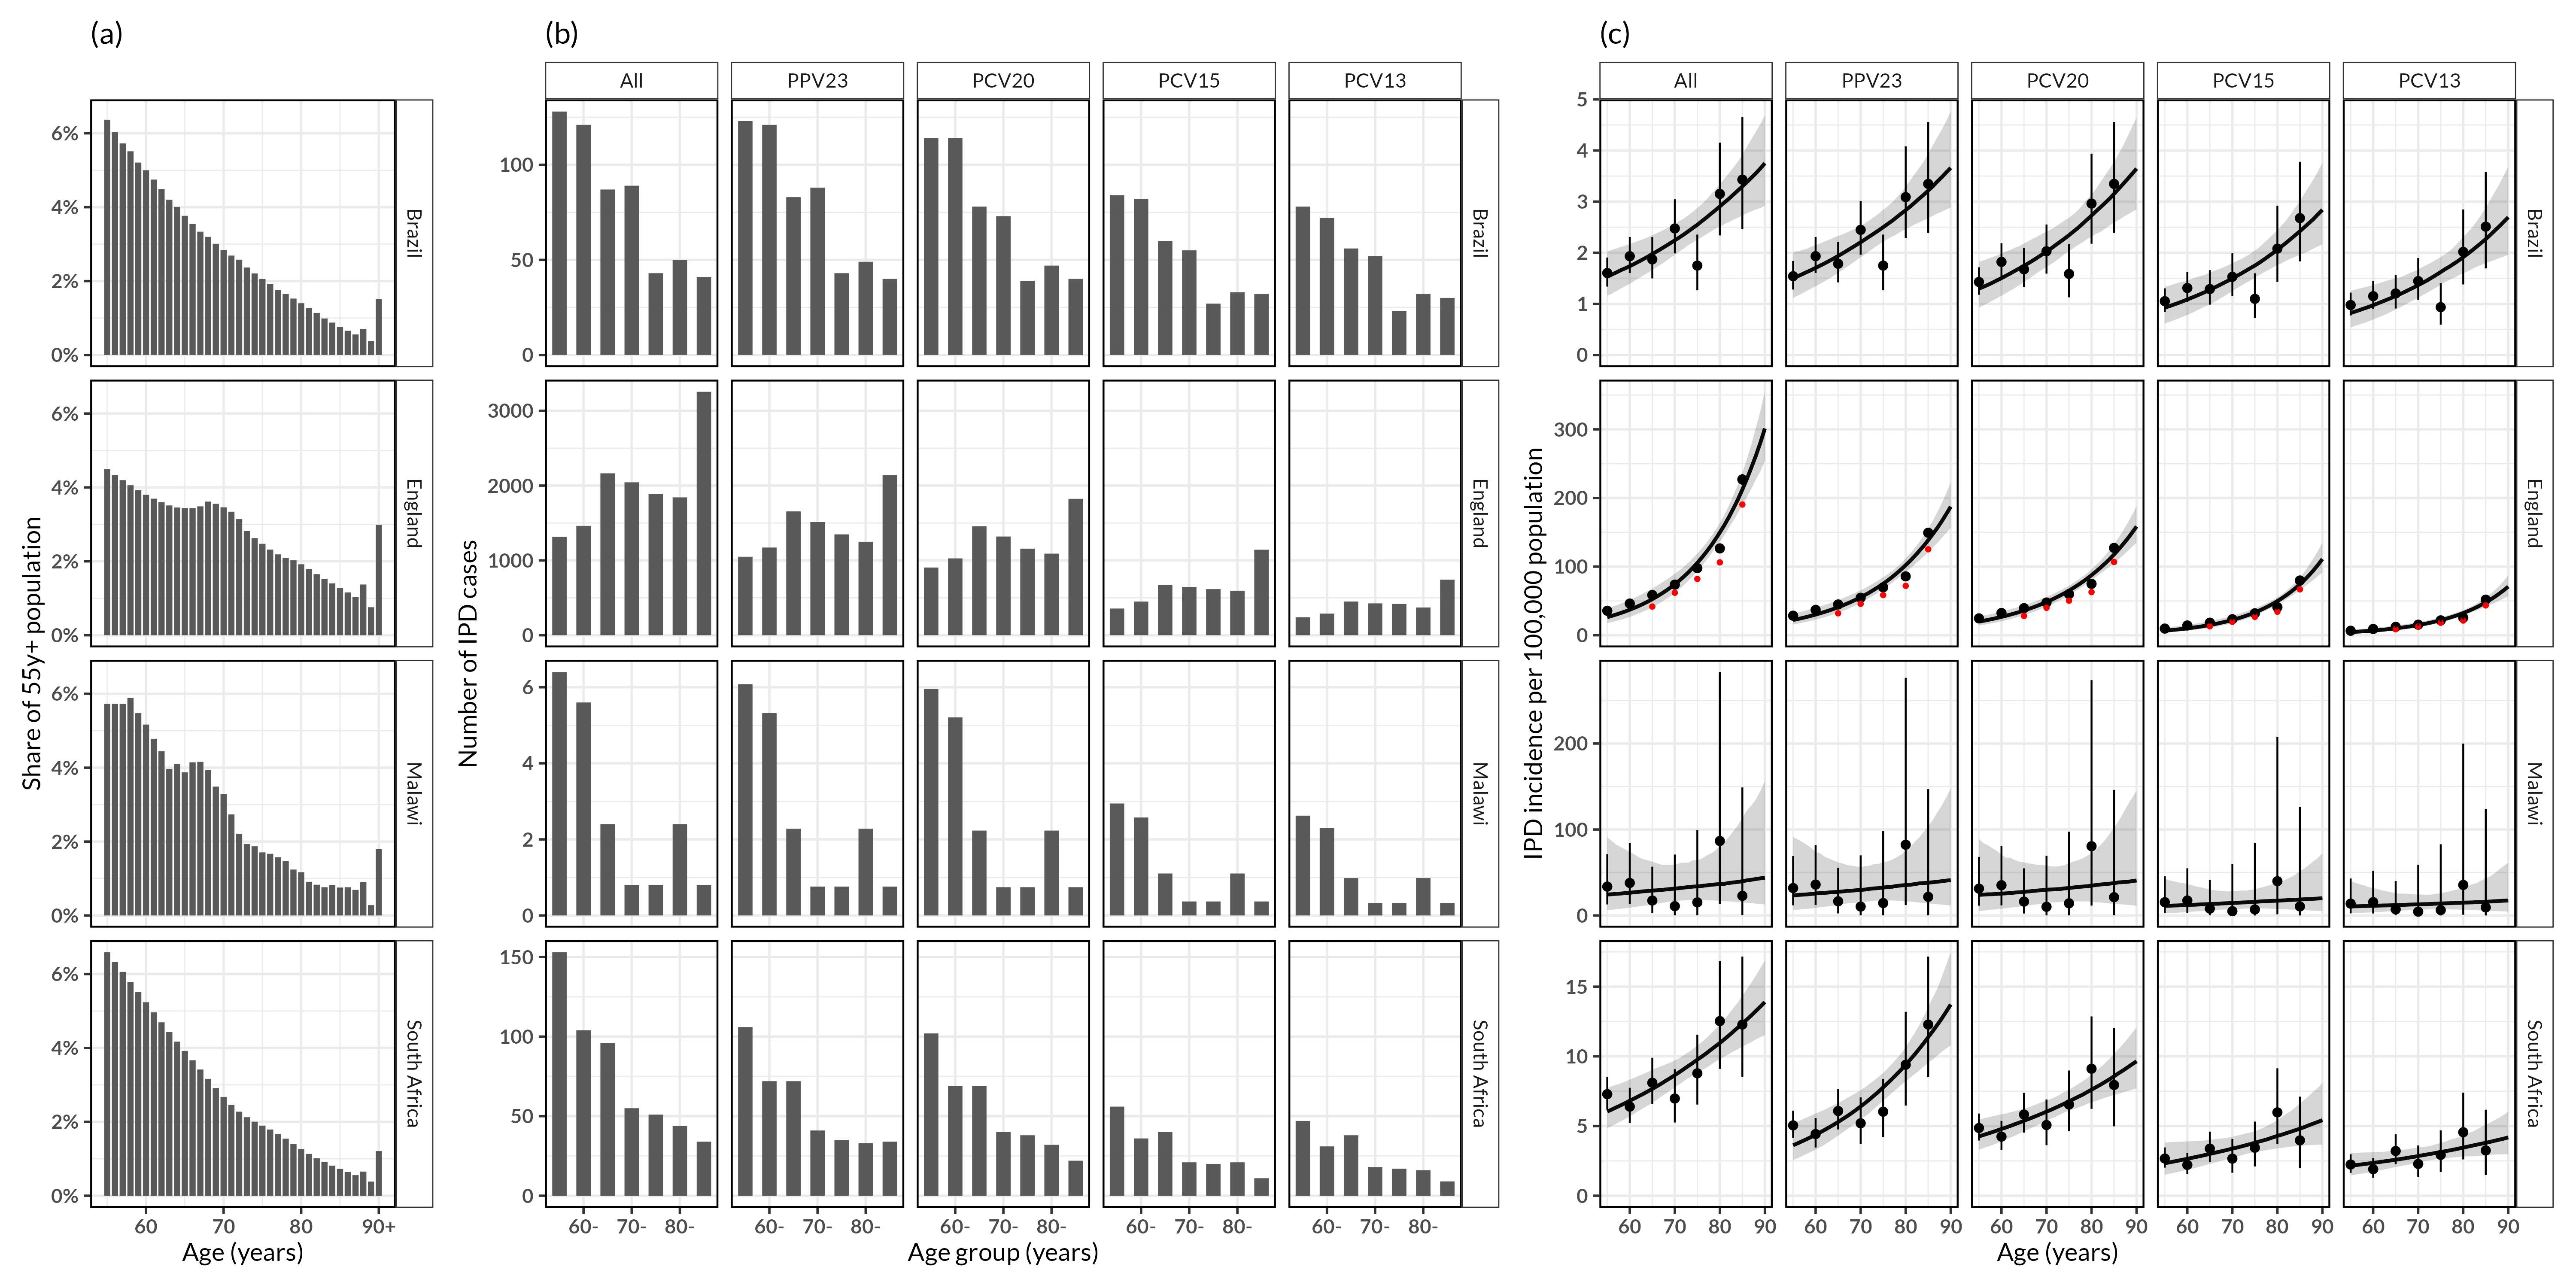 (a)
(b)
(c)
All
PPV23
PCV20
PCV15
PCV13
All
PPV23
PCV20
PCV15
PCV13
Share of 55y+ population
6%
4%
2%
0%
Brazil
6%
4%
2%
0%
England
6%
4%
2%
0%
Malawi
6%
4%
2%
0%
South Africa
60
70
80
90+
Age (years)
Number of IPD cases
100
50
0
Brazil
3000
2000
1000
0
England
6
4
2
0
Malawi
150
100
50
0
South Africa
60- 70- 80-
60- 70- 80-
60- 70- 80-
60- 70- 80-
60- 70- 80-
Age group (years)
IPD incidence per 100,000 population
5
4
3
2
1
0
Brazil
300
200
100
0
England
200
100
0
Malawi
15
10
5
0
South Africa
60 70 80 90
60 70 80 90
60 70 80 90
60 70 80 90
60 70 80 90
Age (years)